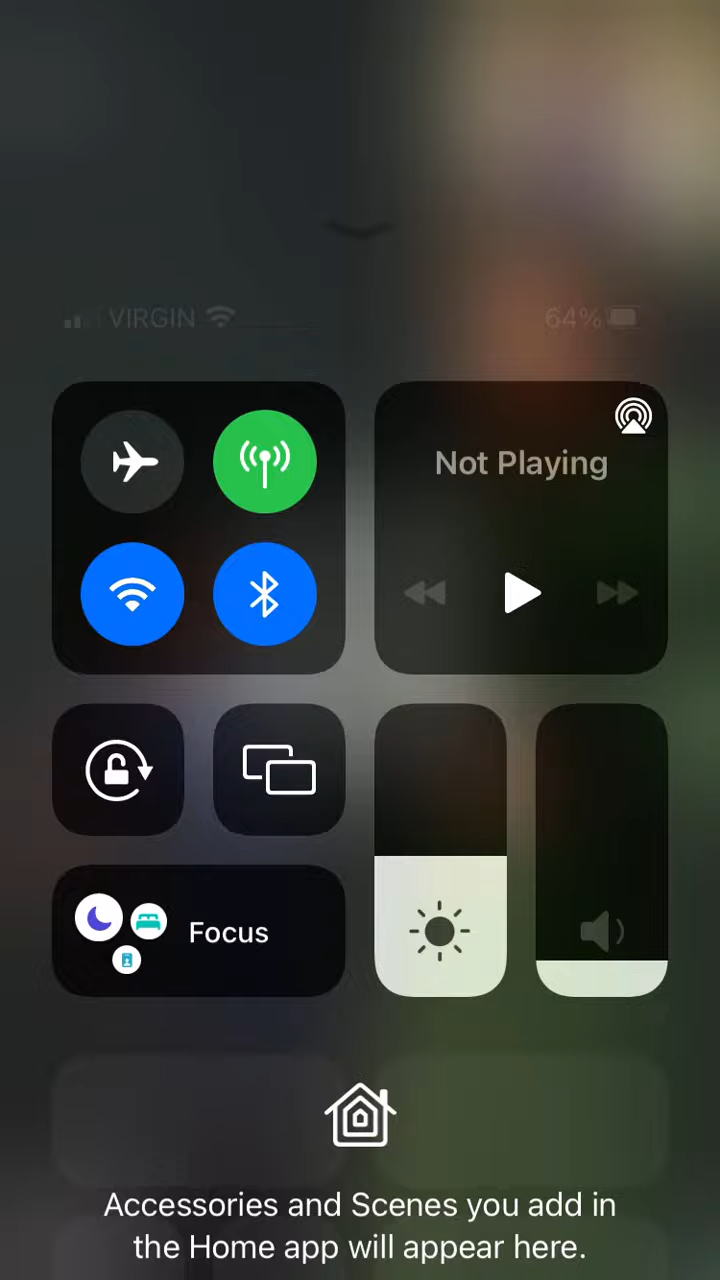 VIRGIN 64%
Not Playing
Focus
Accessories and Scenes you add in
the Home app will appear here.